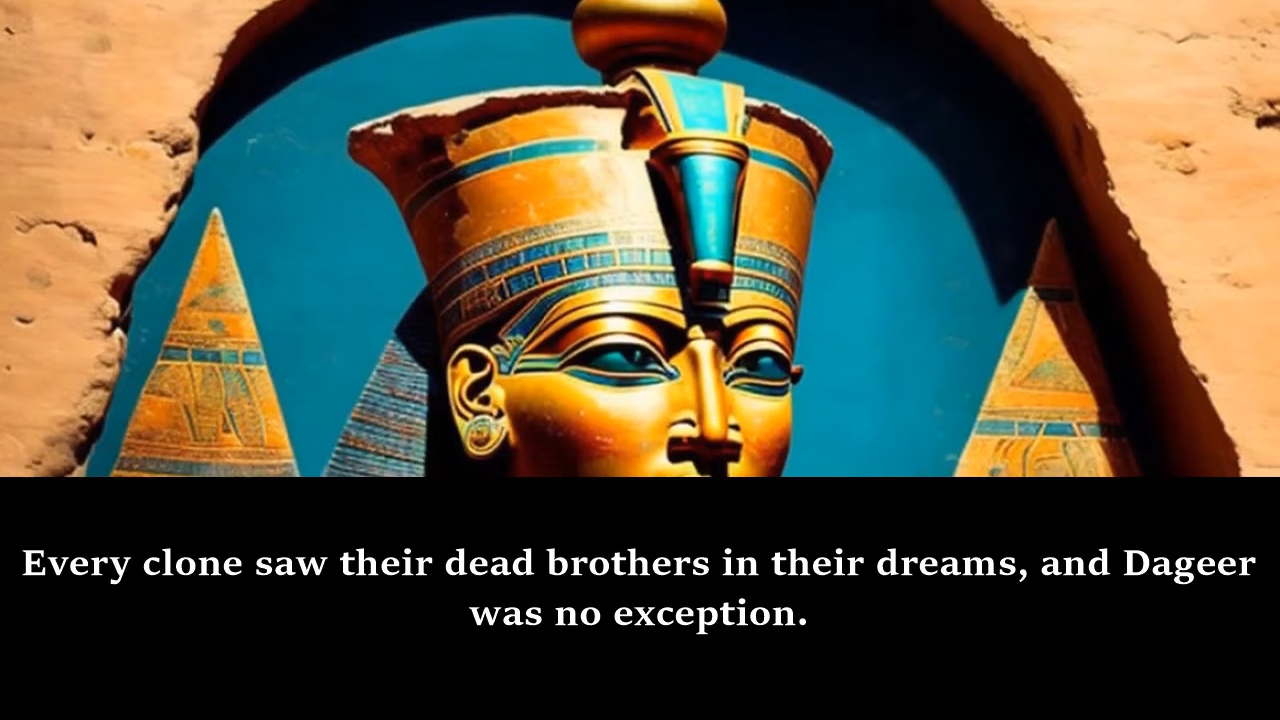 Every clone saw their dead brothers in their dreams, and Dageer
was no exception.